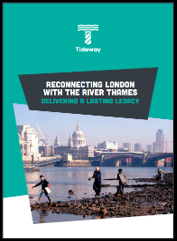 Tideway
RECONNECTING LONDON
WITH THE RIVER THAMES
DELIVERING A LASTING LEGACY